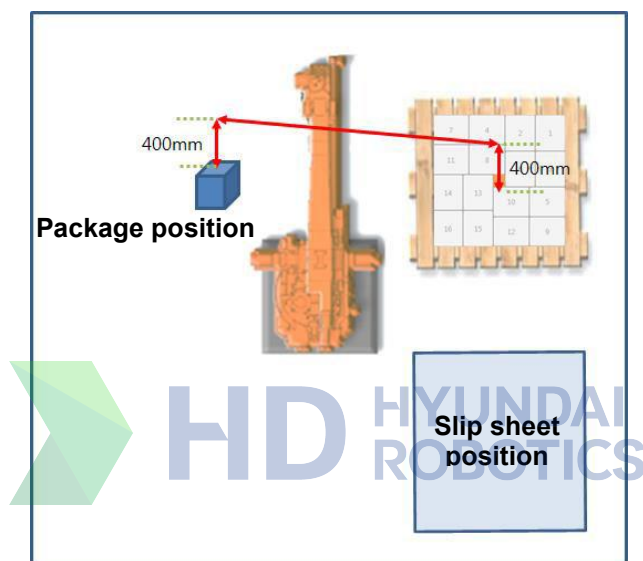 400mm
Package position
7 4 2 1
11 8
400mm
14 13 10 5
16 15 12 9
Slip sheet
position
HD HYUNDAI
ROBOTICS